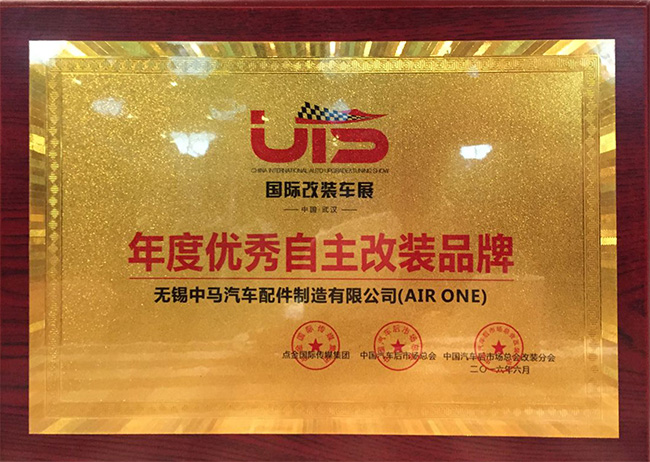 UIS
CHINA INTERNATIONAL AUTO UPGRADE&TUNING SHOW
国际改装车展
中国·武汉
年度优秀自主改装品牌
无锡中马汽车配件制造有限公司(AIR ONE)
点金国际传媒集团 中国汽车后市场总会 中国汽车后市场总会改装分会
二〇一六年六月